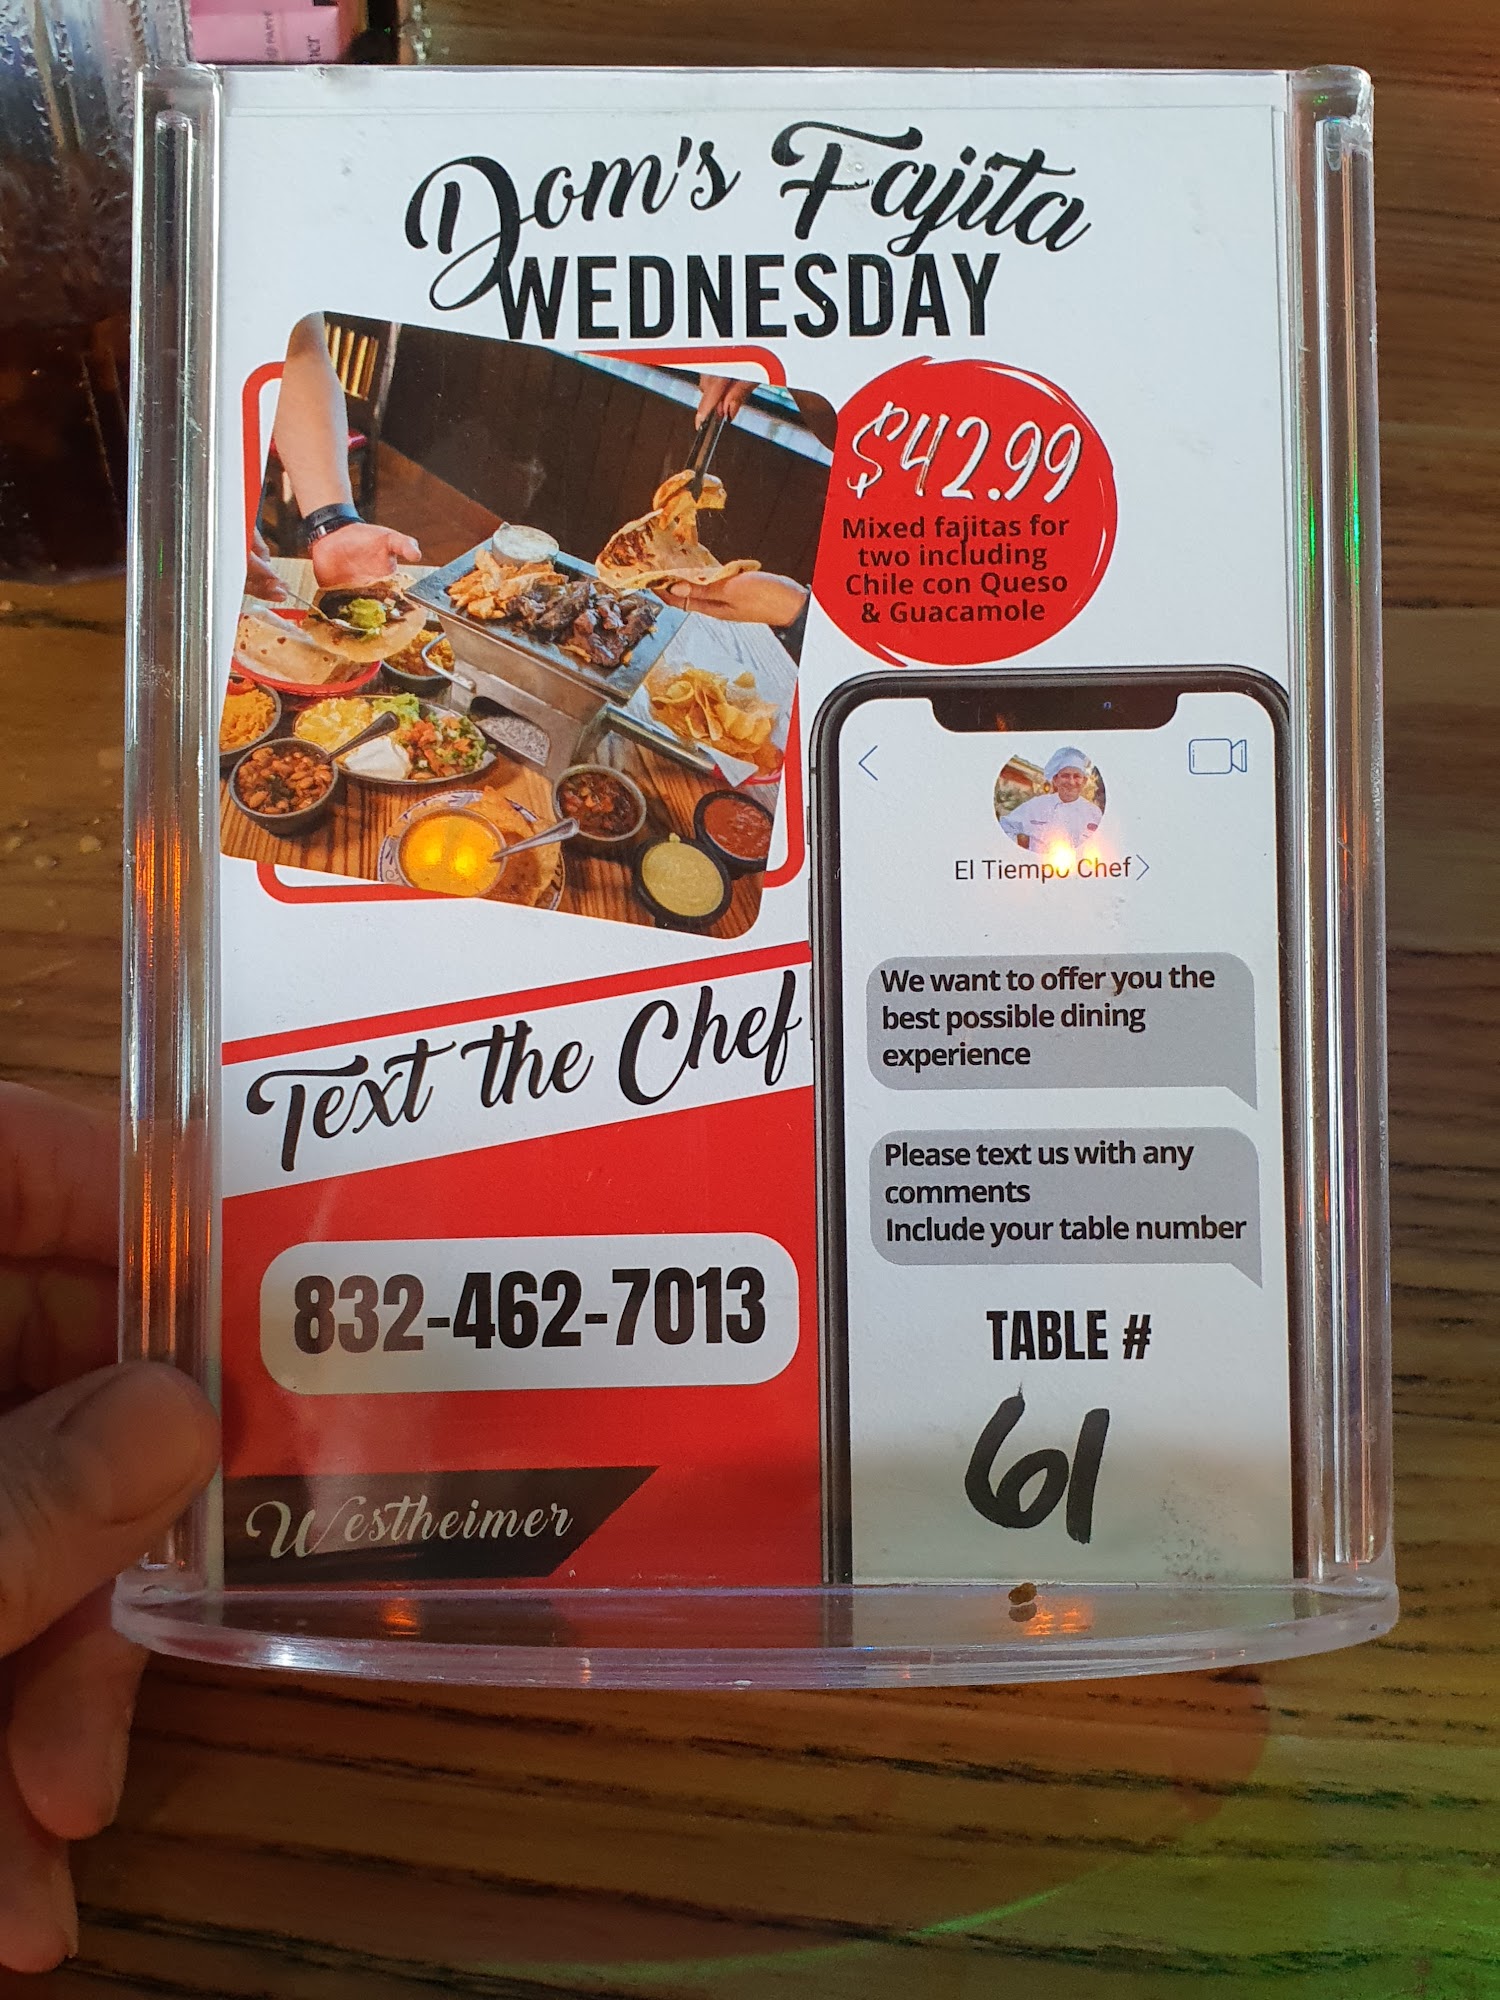 Dom's Fajita
WEDNESDAY
$42.99
Mixed fajitas for
two including
Chile con Queso
& Guacamole
El Tiempo Chef
We want to offer you the
best possible dining
experience
Please text us with any
comments
Include your table number
TABLE #
61
Text the Chef
832-462-7013
Westheimer